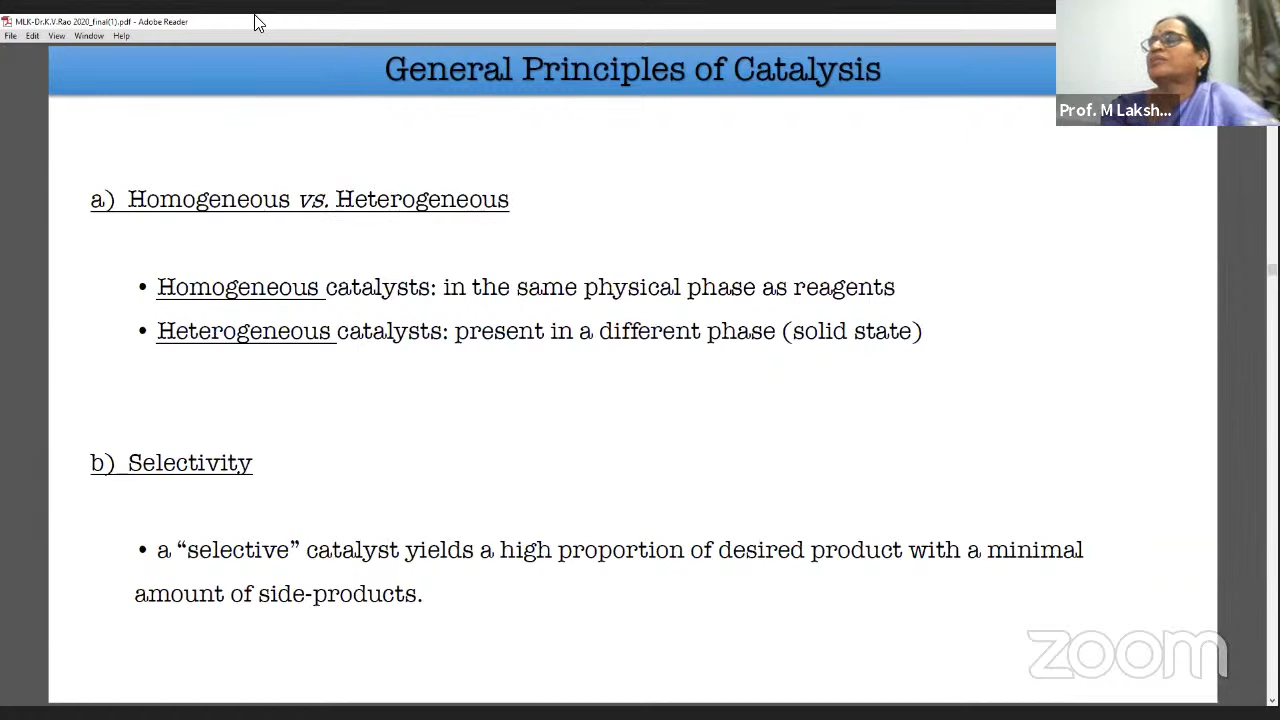 MLK-Dr.K.V.Rao 2020_final(1).pdf - Adobe Reader
File Edit View Window Help
General Principles of Catalysis
Prof. M Laksh...
a) Homogeneous vs. Heterogeneous
• Homogeneous catalysts: in the same physical phase as reagents
• Heterogeneous catalysts: present in a different phase (solid state)
b) Selectivity
• a “selective” catalyst yields a high proportion of desired product with a minimal
amount of side-products.
zoom